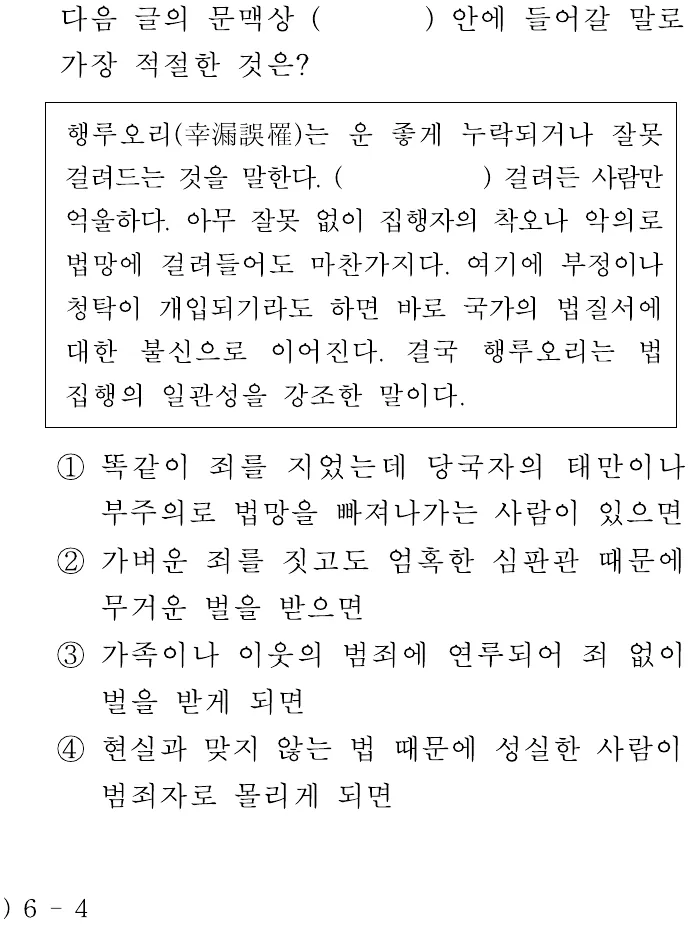 다음 글의 문맥상 (          ) 안에 들어갈 말로
가장 적절한 것은?
행루오리(幸漏誤罹)는 운 좋게 누락되거나 잘못
걸려드는 것을 말한다. (              ) 걸려든 사람만
억울하다. 아무 잘못 없이 집행자의 착오나 악의로
법망에 걸려들어도 마찬가지다. 여기에 부정이나
청탁이 개입되기라도 하면 바로 국가의 법질서에
대한 불신으로 이어진다. 결국 행루오리는 법
집행의 일관성을 강조한 말이다.
① 똑같이 죄를 지었는데 당국자의 태만이나
부주의로 법망을 빠져나가는 사람이 있으면
② 가벼운 죄를 짓고도 엄혹한 심판관 때문에
무거운 벌을 받으면
③ 가족이나 이웃의 범죄에 연루되어 죄 없이
벌을 받게 되면
④ 현실과 맞지 않는 법 때문에 성실한 사람이
범죄자로 몰리게 되면
) 6 - 4